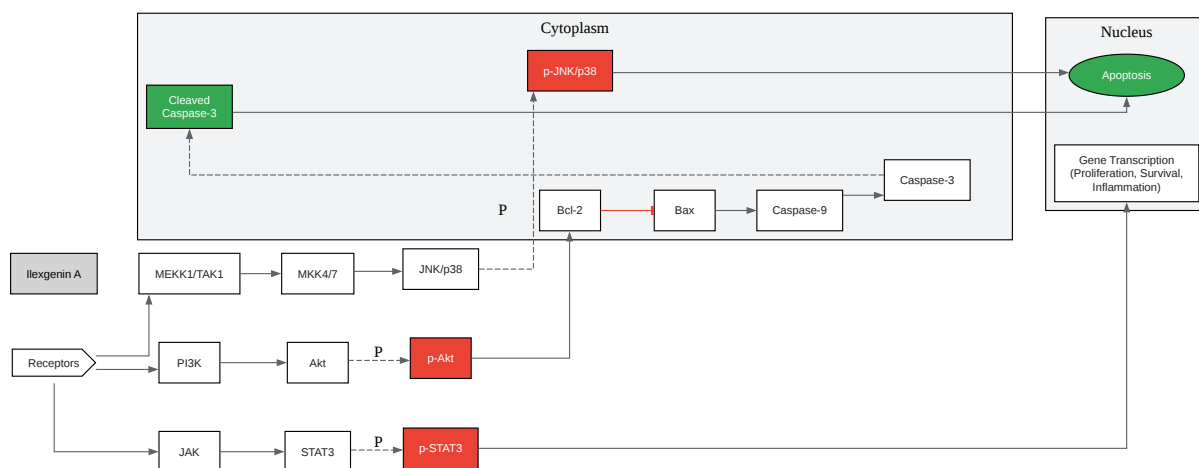 Cytoplasm
Nucleus
p-JNK/p38
Apoptosis
Cleaved
Caspase-3
Gene Transcription
(Proliferation, Survival,
Inflammation)
Caspase-3
P
Bcl-2
Bax
Caspase-9
Ilexgenin A
MEKK1/TAK1
MKK4/7
JNK/p38
Receptors
PI3K
Akt
P
p-Akt
JAK
STAT3
P
p-STAT3